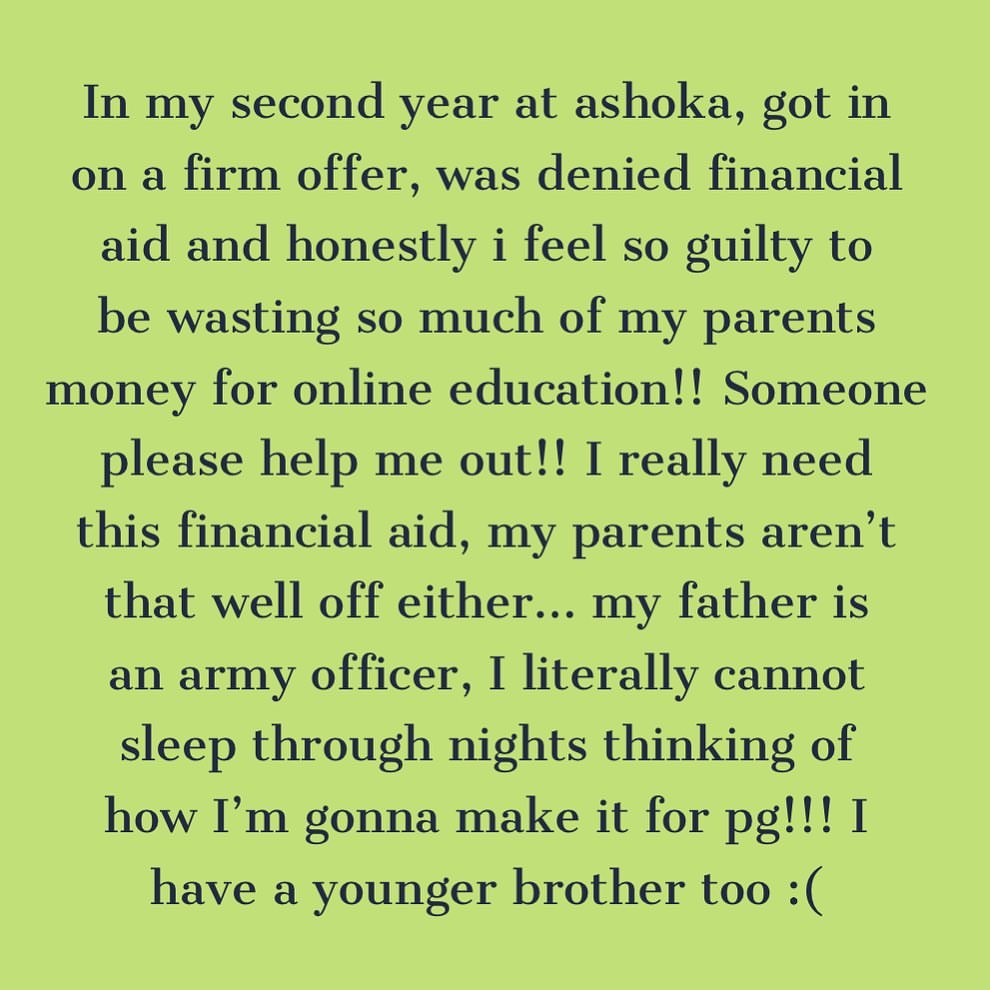 In my second year at ashoka, got in
on a firm offer, was denied financial
aid and honestly i feel so guilty to
be wasting so much of my parents
money for online education!! Someone
please help me out!! I really need
this financial aid, my parents aren’t
that well off either... my father is
an army officer, I literally cannot
sleep through nights thinking of
how I’m gonna make it for pg!!! I
have a younger brother too :(